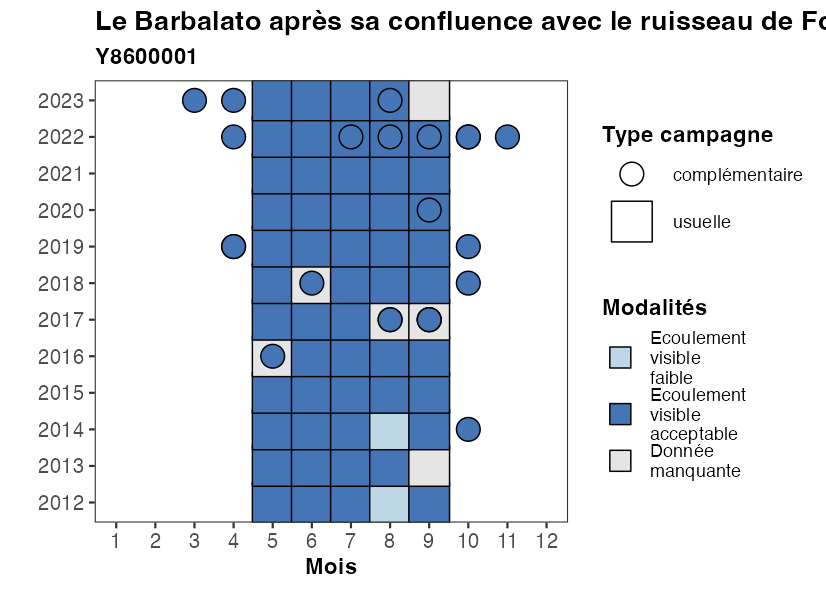 Le Barbalato après sa confluence avec le ruisseau de Fo
Y8600001
2023
2022
2021
2020
2019
2018
2017
2016
2015
2014
2013
2012
1 2 3 4 5 6 7 8 9 10 11 12
Mois
Type campagne
complémentaire
usuelle
Modalités
Ecoulement
visible
faible
Ecoulement
visible
acceptable
Donnée
manquante